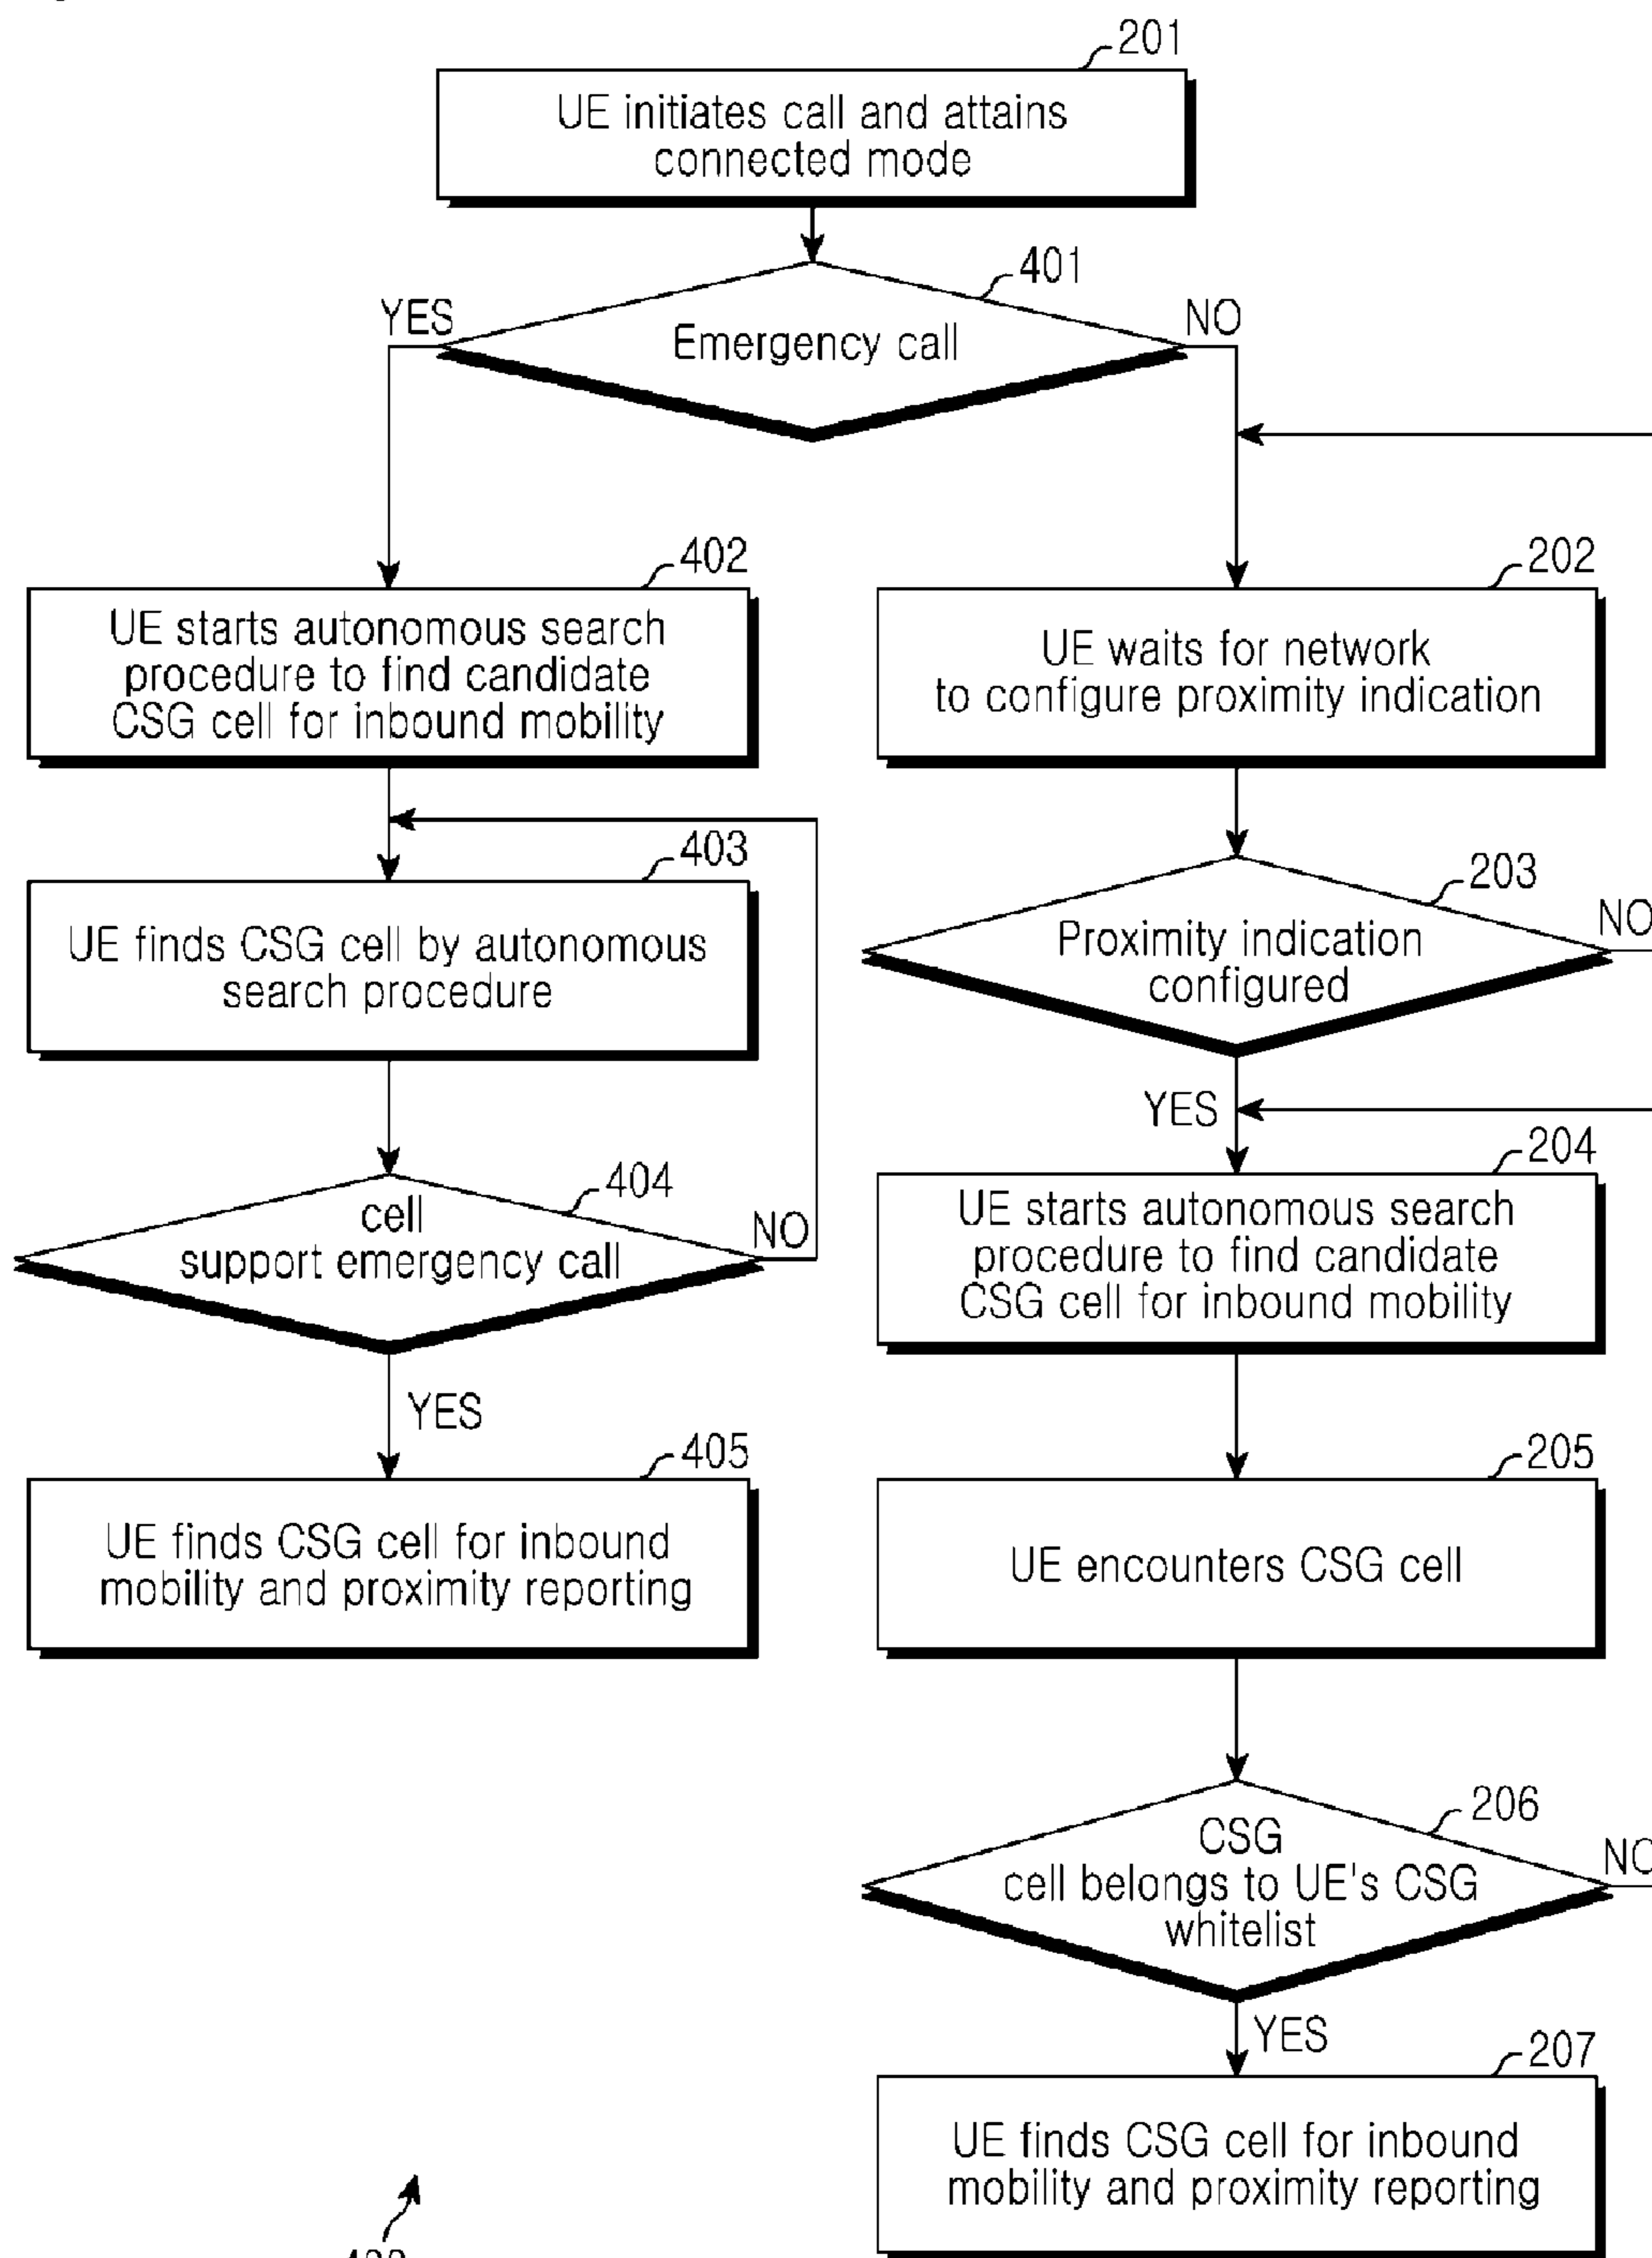 201
UE initiates call and attains
connected mode
401
YES
Emergency call
NO
402
UE starts autonomous search
procedure to find candidate
CSG cell for inbound mobility
202
UE waits for network
to configure proximity indication
403
UE finds CSG cell by autonomous
search procedure
203
Proximity indication
configured
NO
YES
404
cell
support emergency call
NO
204
UE starts autonomous search
procedure to find candidate
CSG cell for inbound mobility
YES
405
UE finds CSG cell for inbound
mobility and proximity reporting
205
UE encounters CSG cell
206
CSG
cell belongs to UE's CSG
whitelist
NO
YES
207
UE finds CSG cell for inbound
mobility and proximity reporting